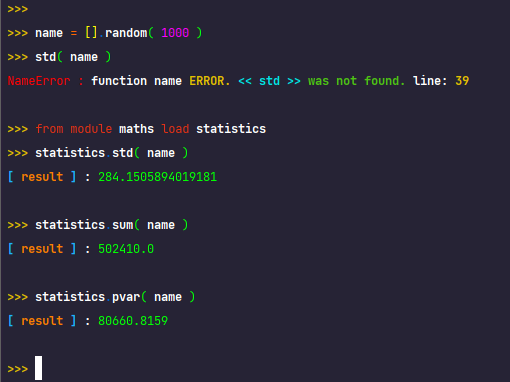 >>>
>>> name = [].random( 1000 )
>>> std( name )
NameError : function name ERROR. << std >> was not found. line: 39
>>> from module maths load statistics
>>> statistics.std( name )
[ result ] : 284.1505894019181
>>> statistics.sum( name )
[ result ] : 502410.0
>>> statistics.pvar( name )
[ result ] : 80660.8159
>>>